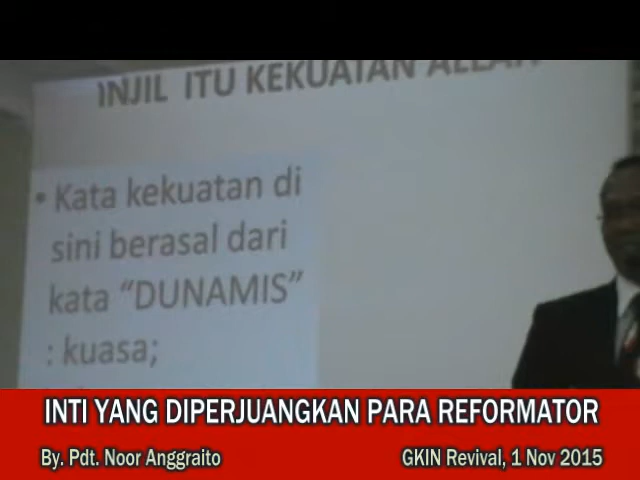 INJIL ITU KEKUATAN ALLAH
• Kata kekuatan di
sini berasal dari
kata “DUNAMIS”
: kuasa;
INTI YANG DIPERJUANGKAN PARA REFORMATOR
By. Pdt. Noor Anggraito
GKIN Revival, 1 Nov 2015